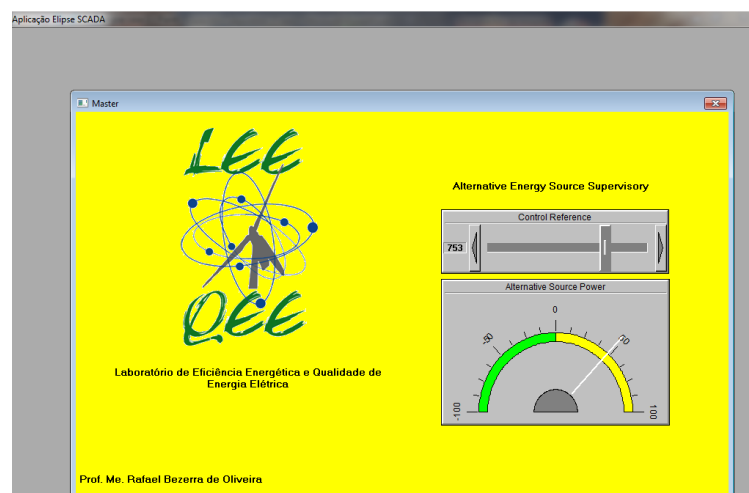 Aplicação Elipse SCADA
Master
LEE
QEE
Laboratório de Eficiência Energética e Qualidade de
Energia Elétrica
Alternative Energy Source Supervisory
Control Reference
753
Alternative Source Power
-100
-50
0
50
100
Prof. Me. Rafael Bezerra de Oliveira